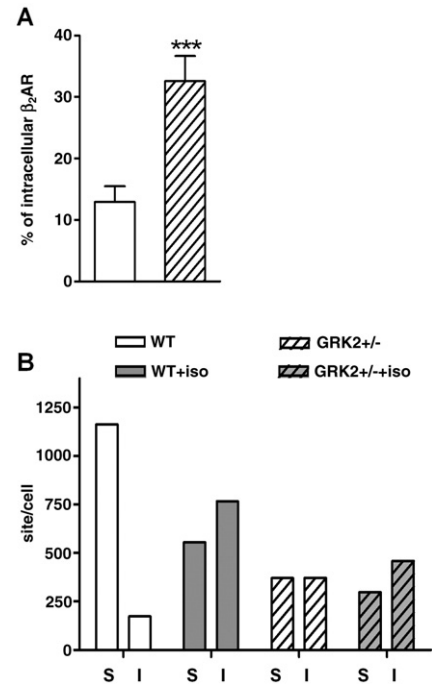 A
***
% of intracellular β₂AR
40
30
20
10
0
B
WT
GRK2+/-
WT+iso
GRK2+/-+iso
site/cell
1250
1000
750
500
250
0
S I S I S I S I